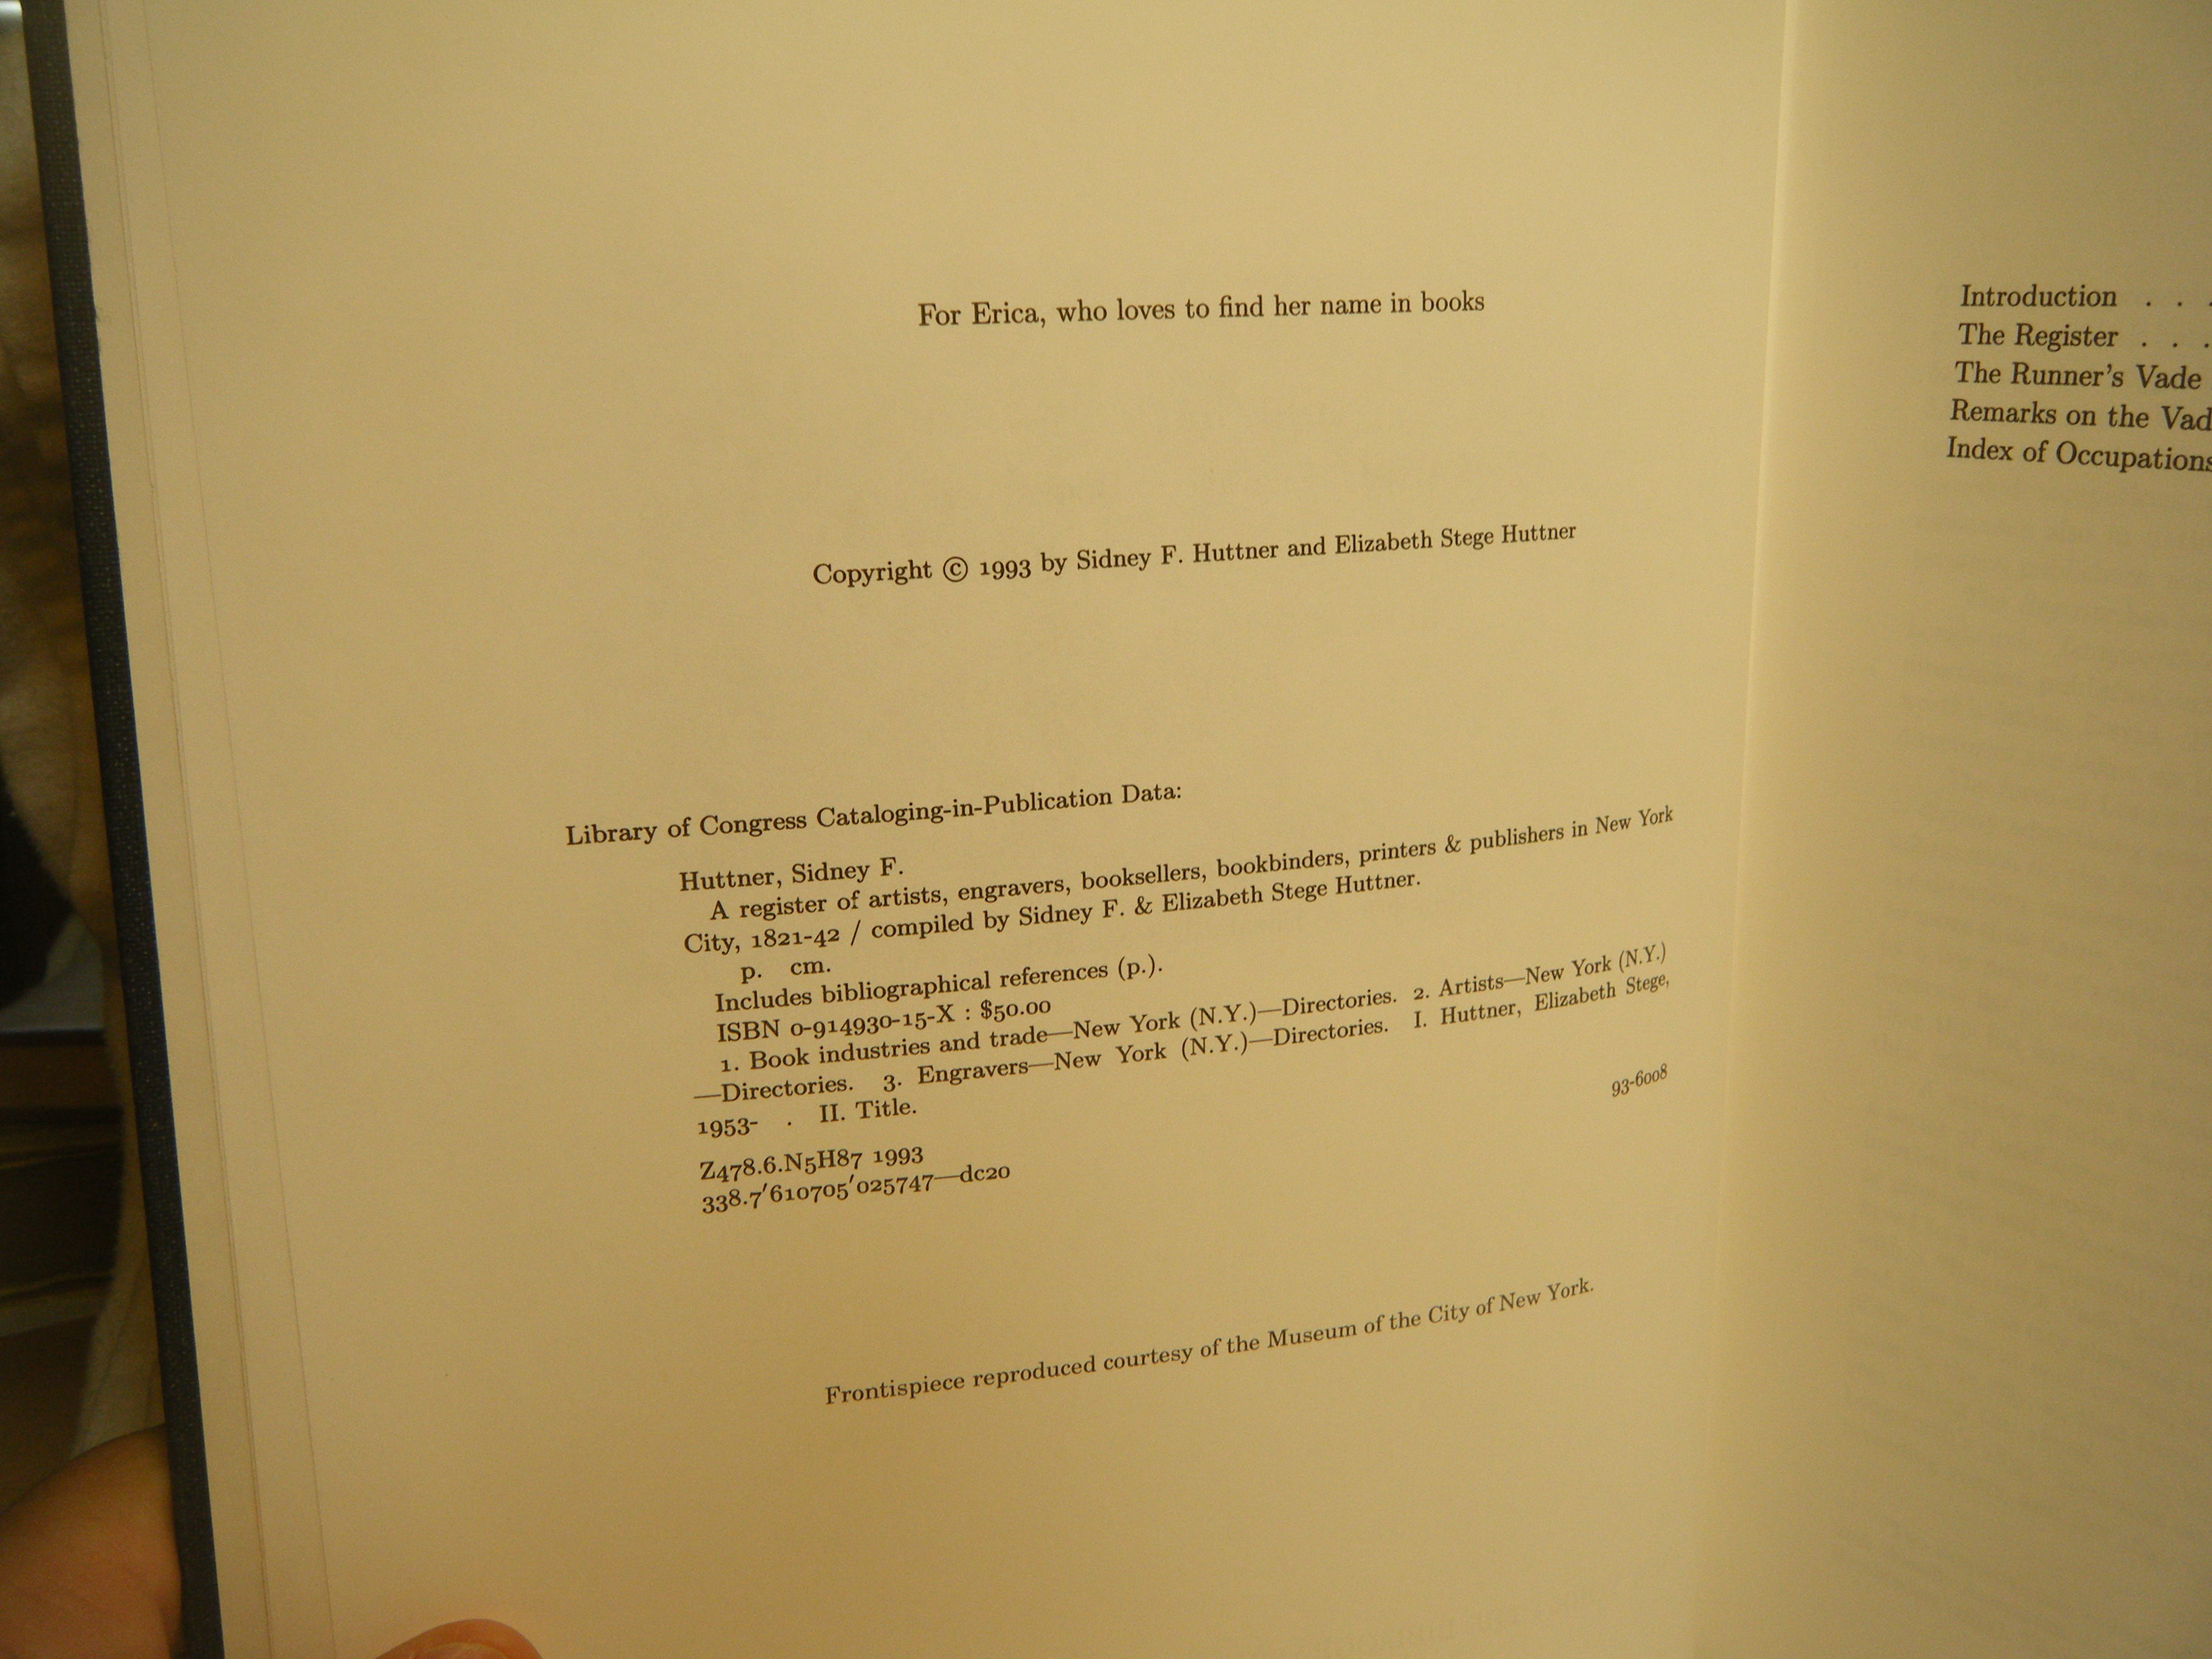 For Erica, who loves to find her name in books
Copyright © 1993 by Sidney F. Huttner and Elizabeth Stege Huttner
Library of Congress Cataloging-in-Publication Data:
Huttner, Sidney F.
A register of artists, engravers, booksellers, bookbinders, printers & publishers in New York
City, 1821-42 / compiled by Sidney F. & Elizabeth Stege Huttner.
p. cm.
Includes bibliographical references (p.).
ISBN 0-914930-15-X : $50.00
1. Book industries and trade—New York (N.Y.)—Directories. 2. Artists—New York (N.Y.)
—Directories. 3. Engravers—New York (N.Y.)—Directories. I. Huttner, Elizabeth Stege,
1953- . II. Title.
Z478.6.N5H87 1993
338.7′610705′025747—dc20
93-6008
Frontispiece reproduced courtesy of the Museum of the City of New York.
Introduction . . .
The Register . . .
The Runner's Vade
Remarks on the Vad
Index of Occupations